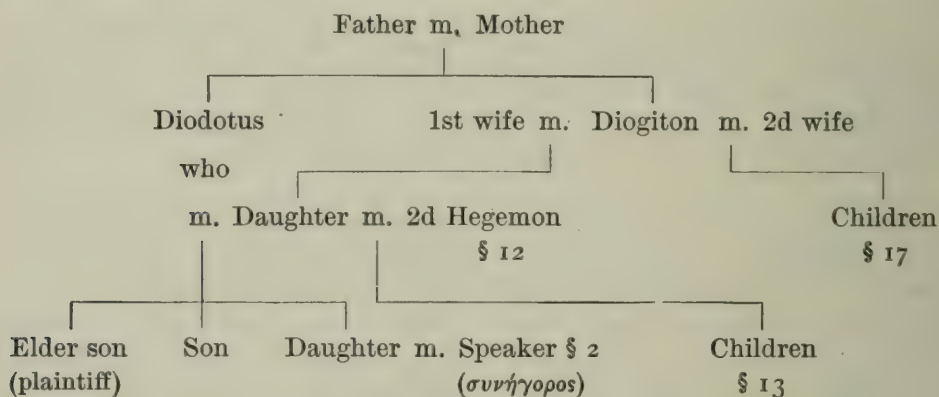 Father m. Mother
Diodotus 1st wife m. Diogiton m. 2d wife
who
m. Daughter m. 2d Hegemon Children
§ 12 § 17
Elder son Son Daughter m. Speaker § 2 Children
(plaintiff) (συνήγορος) § 13